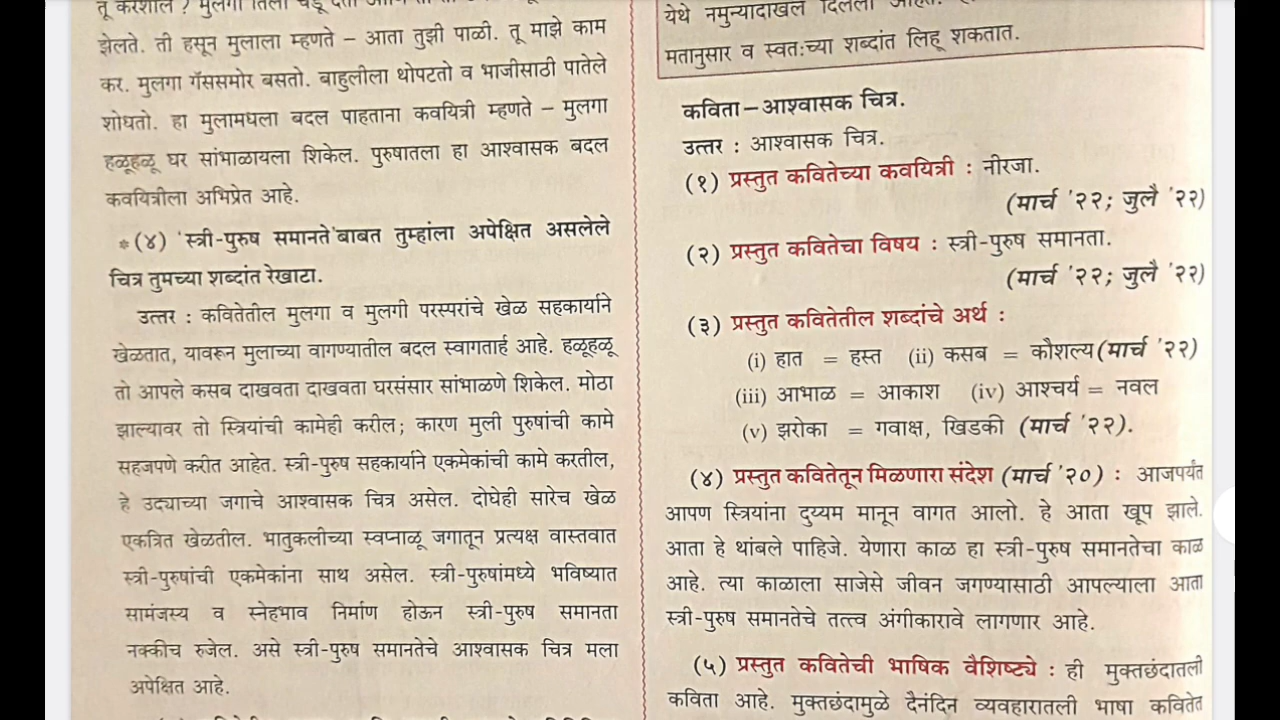 तू करशील ? मुलगी तिला चेंडू देते आणि तो तो
झेलते. ती हसून मुलाला म्हणते – आता तुझी पाळी. तू माझे काम
कर. मुलगा गॅससमोर बसतो. बाहुलीला थोपटतो व भाजीसाठी पातेले
शोधतो. हा मुलामधला बदल पाहताना कवयित्री म्हणते – मुलगा
हळूहळू घर सांभाळायला शिकेल. पुरुषातला हा आश्वासक बदल
कवयित्रीला अभिप्रेत आहे.
*(४) 'स्त्री-पुरुष समानते'बाबत तुम्हांला अपेक्षित असलेले
चित्र तुमच्या शब्दांत रेखाटा.
उत्तर : कवितेतील मुलगा व मुलगी परस्परांचे खेळ सहकार्याने
खेळतात, यावरून मुलाच्या वागण्यातील बदल स्वागतार्ह आहे. हळूहळू
तो आपले कसब दाखवता दाखवता घरसंसार सांभाळणे शिकेल. मोठा
झाल्यावर तो स्त्रियांची कामेही करील; कारण मुली पुरुषांची कामे
सहजपणे करीत आहेत. स्त्री-पुरुष सहकार्याने एकमेकांची कामे करतील,
हे उद्याच्या जगाचे आश्वासक चित्र असेल. दोघेही सारेच खेळ
एकत्रित खेळतील. भातुकलीच्या स्वप्नाळू जगातून प्रत्यक्ष वास्तवात
स्त्री-पुरुषांची एकमेकांना साथ असेल. स्त्री-पुरुषांमध्ये भविष्यात
सामंजस्य व स्नेहभाव निर्माण होऊन स्त्री-पुरुष समानता
नक्कीच रुजेल. असे स्त्री-पुरुष समानतेचे आश्वासक चित्र मला
अपेक्षित आहे.
येथे नमुन्यादाखल दिलेली आहेत.
मतानुसार व स्वतःच्या शब्दांत लिहू शकतात.
कविता – आश्वासक चित्र.
उत्तर : आश्वासक चित्र.
(१) प्रस्तुत कवितेच्या कवयित्री : नीरजा.
(मार्च '२२; जुलै '२२)
(२) प्रस्तुत कवितेचा विषय : स्त्री-पुरुष समानता.
(मार्च '२२; जुलै '२२)
(३) प्रस्तुत कवितेतील शब्दांचे अर्थ :
(i) हात = हस्त (ii) कसब = कौशल्य (मार्च '२२)
(iii) आभाळ = आकाश (iv) आश्चर्य = नवल
(v) झरोका = गवाक्ष, खिडकी (मार्च '२२).
(४) प्रस्तुत कवितेतून मिळणारा संदेश (मार्च '२०) : आजपर्यंत
आपण स्त्रियांना दुय्यम मानून वागत आलो. हे आता खूप झाले.
आता हे थांबले पाहिजे. येणारा काळ हा स्त्री-पुरुष समानतेचा काळ
आहे. त्या काळाला साजेसे जीवन जगण्यासाठी आपल्याला आता
स्त्री-पुरुष समानतेचे तत्त्व अंगीकारावे लागणार आहे.
(५) प्रस्तुत कवितेची भाषिक वैशिष्ट्ये : ही मुक्तछंदातली
कविता आहे. मुक्तछंदामुळे दैनंदिन व्यवहारातली भाषा कवितेत